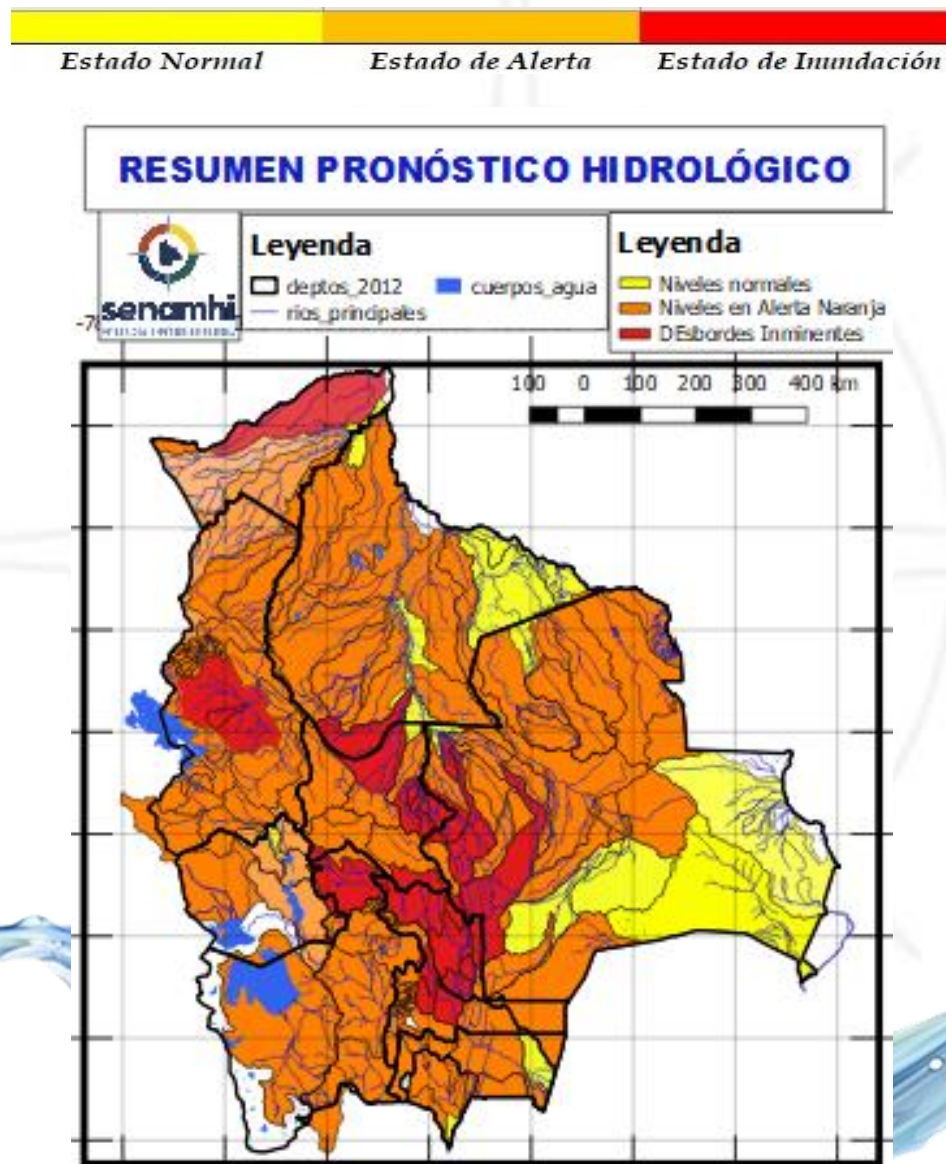 Estado Normal Estado de Alerta Estado de Inundación
RESUMEN PRONÓSTICO HIDROLÓGICO
Leyenda
deptos_2012 cuerpos_agua
rios_principales
Leyenda
Niveles normales
Niveles en Alerta Naranja
DEsbordes Inminentes
senamhi
100 0 100 200 300 400 km